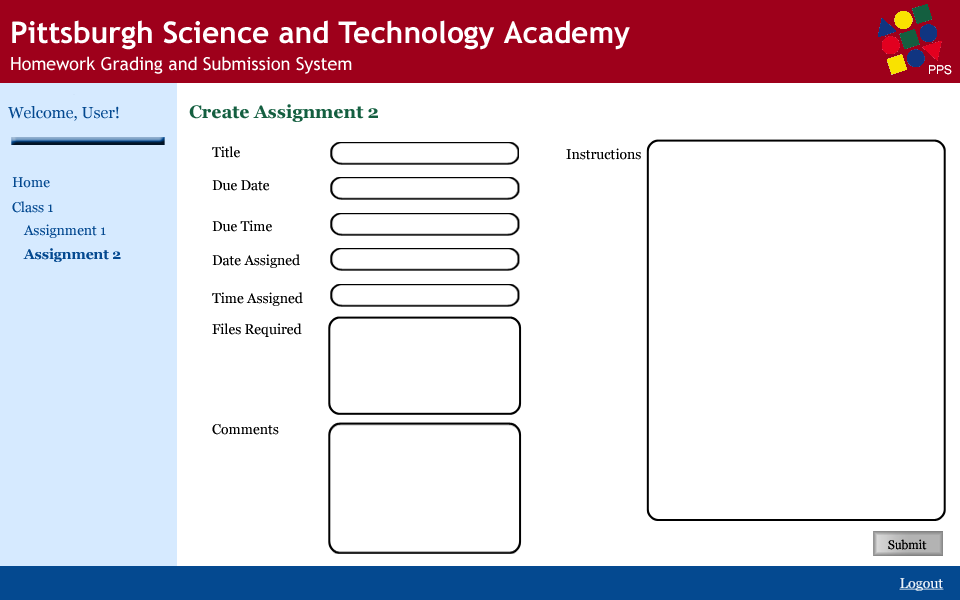 Pittsburgh Science and Technology Academy
Homework Grading and Submission System
PPS
Welcome, User!
Home
Class 1
Assignment 1
Assignment 2
Create Assignment 2
Title
Due Date
Due Time
Date Assigned
Time Assigned
Files Required
Comments
Instructions
Submit
Logout